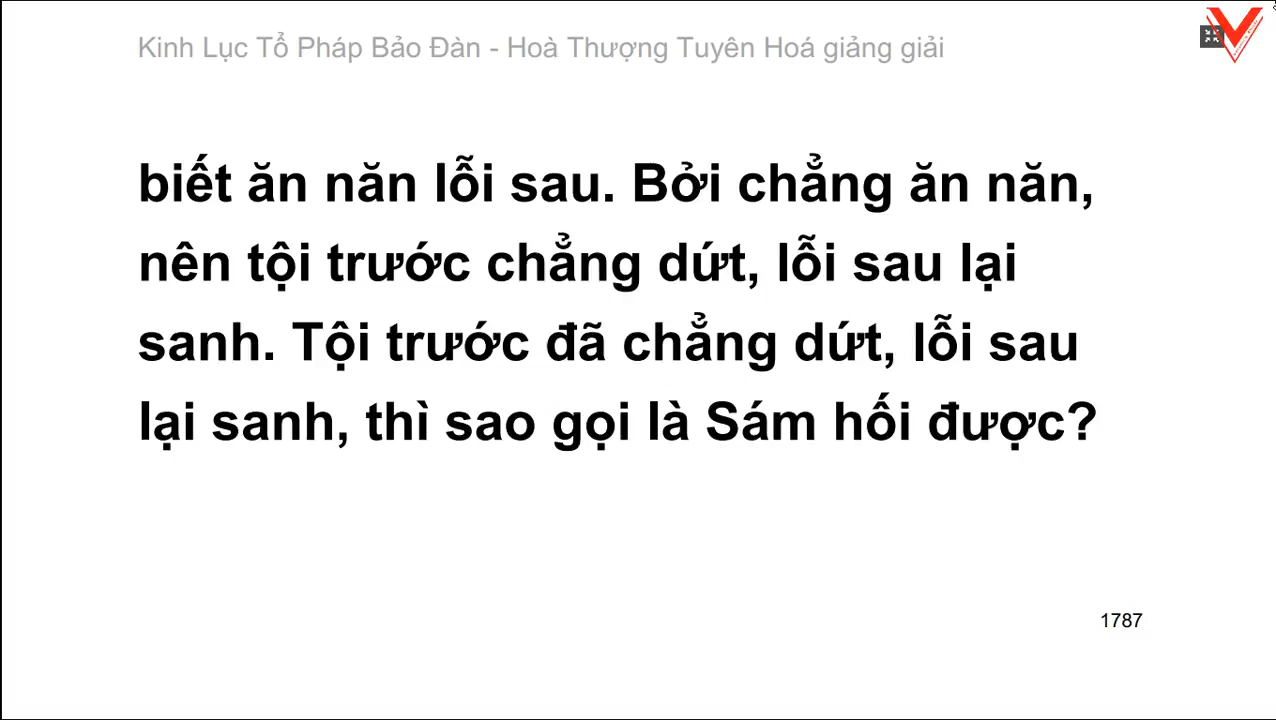 Kinh Lục Tổ Pháp Bảo Đàn - Hoà Thượng Tuyên Hoá giảng giải
biết ăn năn lỗi sau. Bởi chẳng ăn năn,
nên tội trước chẳng dứt, lỗi sau lại
sanh. Tội trước đã chẳng dứt, lỗi sau
lại sanh, thì sao gọi là Sám hối được?
1787